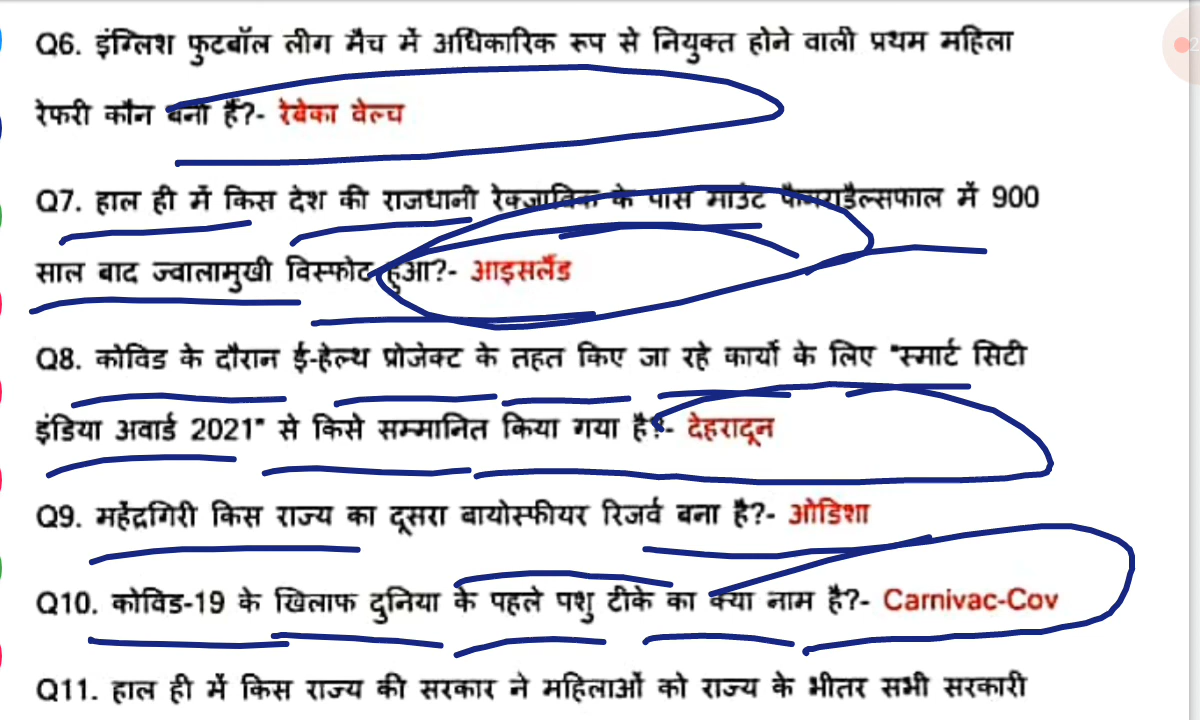 Q6. इंग्लिश फुटबॉल लीग मैच में अधिकारिक रूप से नियुक्त होने वाली प्रथम महिला
रेफरी कौन बनी हैं?- रेबेका वेल्च
Q7. हाल ही में किस देश की राजधानी रेक्जाविक के पास माउंट में 900
साल बाद ज्वालामुखी विस्फोट हुआ?- आइसलैंड
Q8. कोविड के दौरान ई-हेल्थ प्रोजेक्ट के तहत किए जा रहे कार्यो के लिए "स्मार्ट सिटी
इंडिया अवार्ड 2021" से किसे सम्मानित किया गया है?- देहरादून
Q9. महेंद्रगिरी किस राज्य का दूसरा बायोस्फीयर रिजर्व बना है?- ओडिशा
Q10. कोविड-19 के खिलाफ दुनिया के पहले पशु टीके का क्या नाम है?- Carnivac-Cov
Q11. हाल ही में किस राज्य की सरकार ने महिलाओं को राज्य के भीतर सभी सरकारी